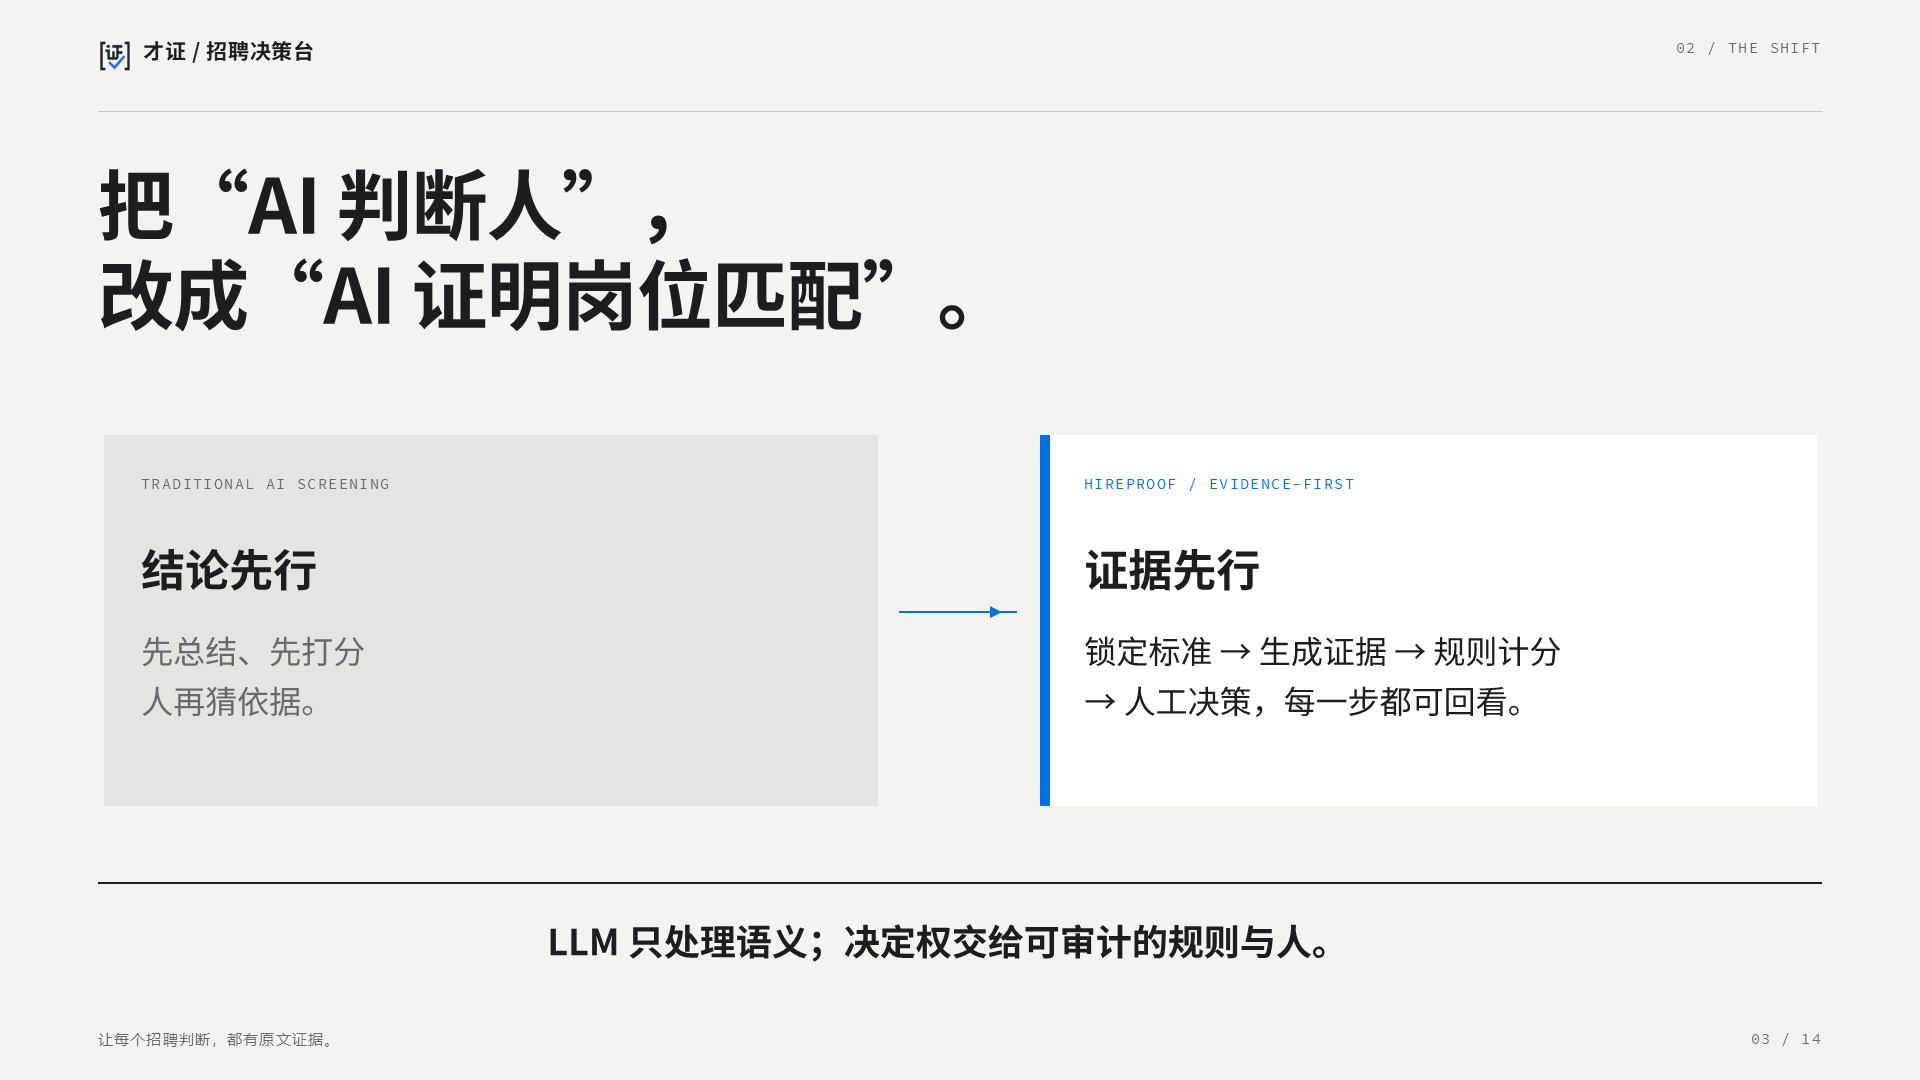 [证] 才证 / 招聘决策台
02 / THE SHIFT
把“AI 判断人”，
改成“AI 证明岗位匹配”。
TRADITIONAL AI SCREENING
结论先行
先总结、先打分
人再猜依据。
HIREPROOF / EVIDENCE-FIRST
证据先行
锁定标准 → 生成证据 → 规则计分
→ 人工决策，每一步都可回看。
LLM 只处理语义；决定权交给可审计的规则与人。
让每个招聘判断，都有原文证据。
03 / 14